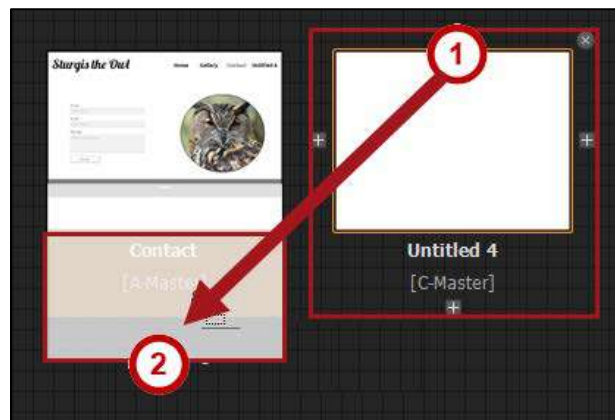 1
Sturgis the Owl
Home Gallery Contact Untitled 4
Contact
[A-Master]
Untitled 4
[C-Master]
2